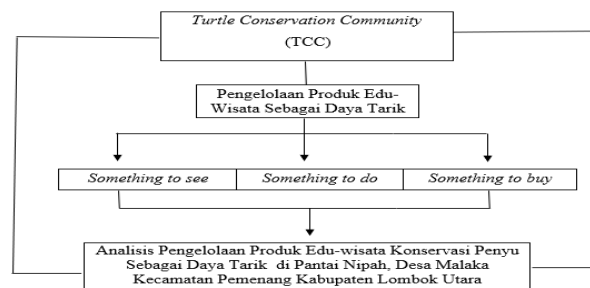 Turtle Conservation Community
(TCC)
Pengelolaan Produk Edu-
Wisata Sebagai Daya Tarik
Something to see
Something to do
Something to buy
Analisis Pengelolaan Produk Edu-wisata Konservasi Penyu
Sebagai Daya Tarik di Pantai Nipah, Desa Malaka
Kecamatan Pemenang Kabupaten Lombok Utara